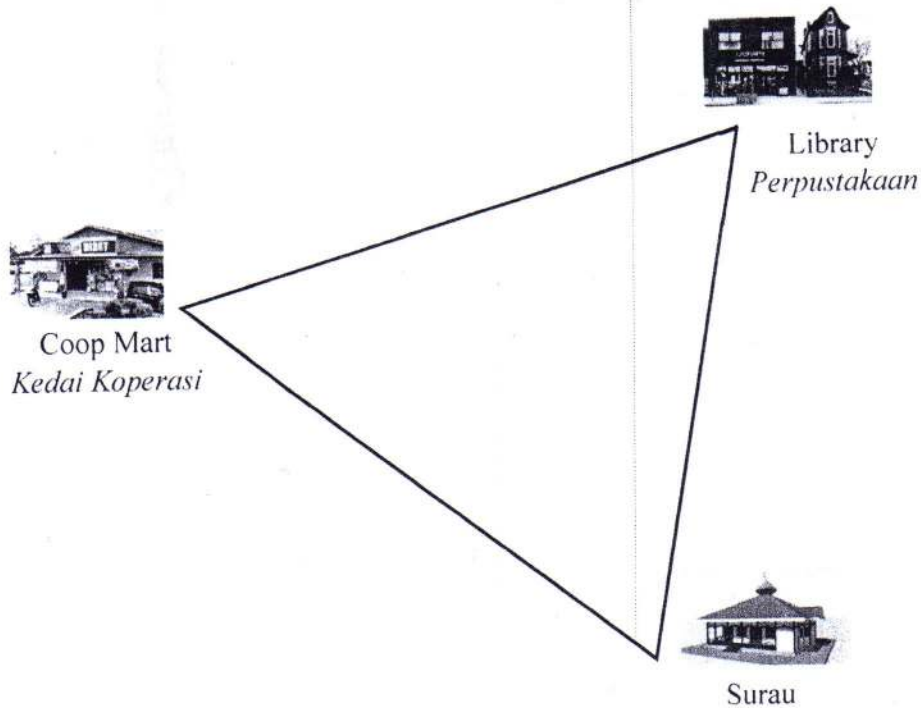 Library
Perpustakaan
Coop Mart
Kedai Koperasi
Surau